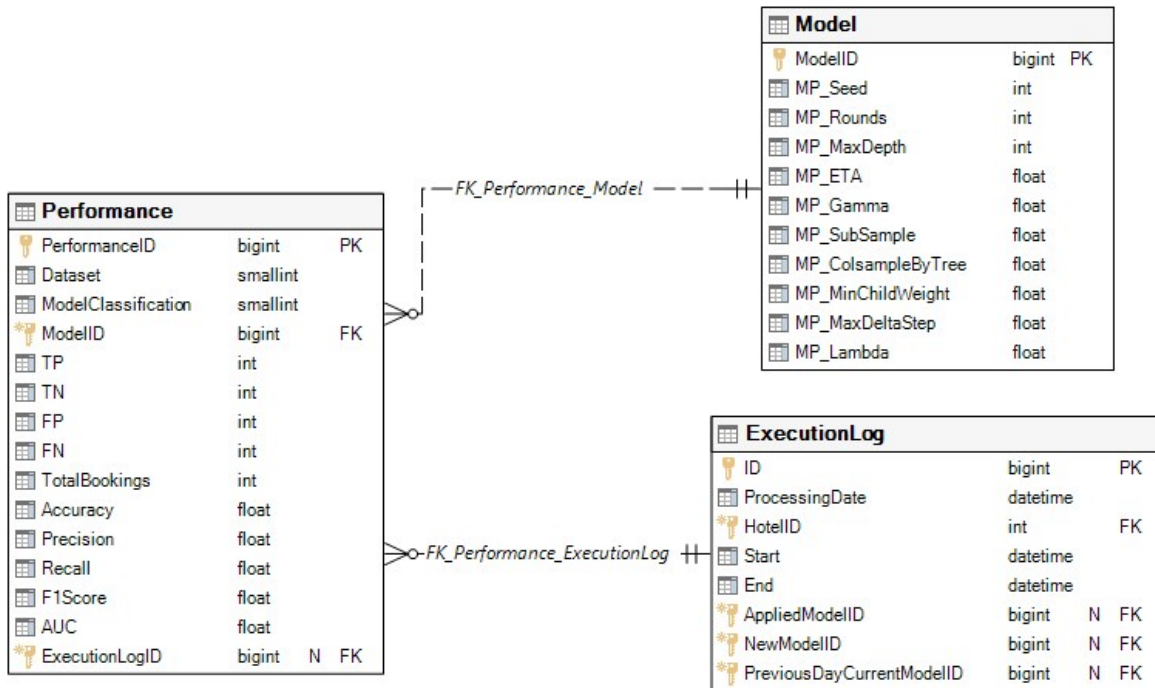 Model
ModelID bigint PK
MP_Seed int
MP_Rounds int
MP_MaxDepth int
MP_ETA float
MP_Gamma float
MP_SubSample float
MP_ColsampleByTree float
MP_MinChildWeight float
MP_MaxDeltaStep float
MP_Lambda float
FK_Performance_Model
Performance
PerformanceID bigint PK
Dataset smallint
ModelClassification smallint
ModelID bigint FK
TP int
TN int
FP int
FN int
TotalBookings int
Accuracy float
Precision float
Recall float
F1Score float
AUC float
ExecutionLogID bigint N FK
FK_Performance_ExecutionLog
ExecutionLog
ID bigint PK
ProcessingDate datetime
HotelID int FK
Start datetime
End datetime
AppliedModelID bigint N FK
NewModelID bigint N FK
PreviousDayCurrentModelID bigint N FK